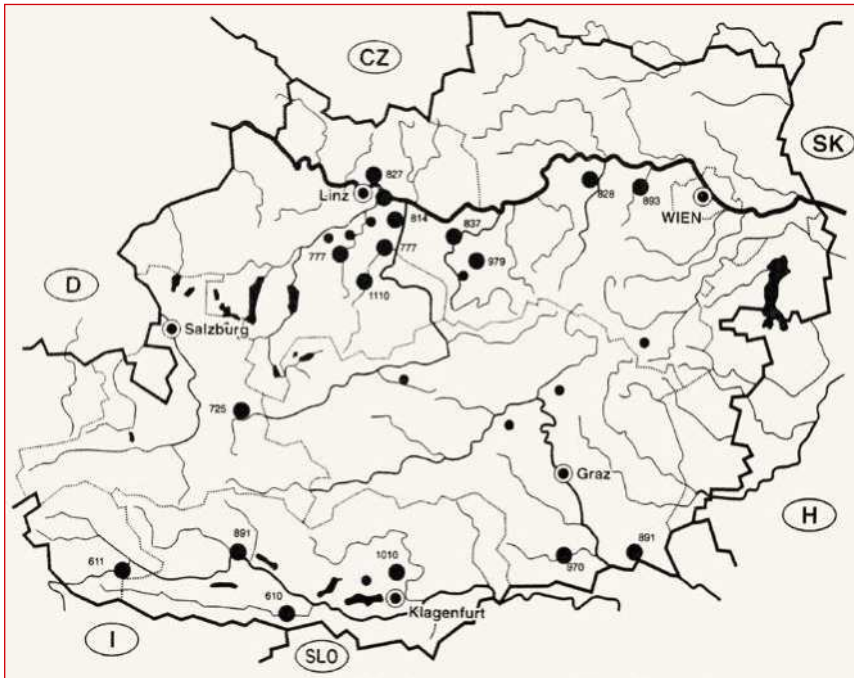 CZ
SK
827
Linz
828
893
WIEN
814
837
777
777
979
D
1110
Salzburg
725
Graz
H
891
891
611
1010
970
610
Klagenfurt
I
SLO